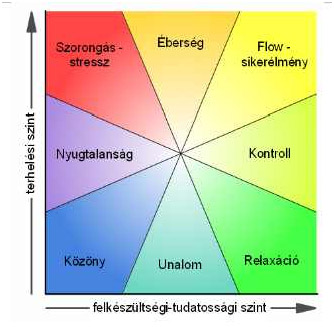 Szorongás -
stressz
Éberség
Flow -
sikerélmény
Nyugtalanság
Kontroll
Közöny
Unalom
Relaxáció
terhelési szint
felkészültségi-tudatossági szint